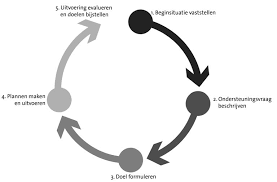 1. Beginsituatie vaststellen
2. Ondersteuningsvraag
beschrijven
3. Doel formuleren
4. Plannen maken
en uitvoeren
5. Uitvoering evalueren
en doelen bijstellen